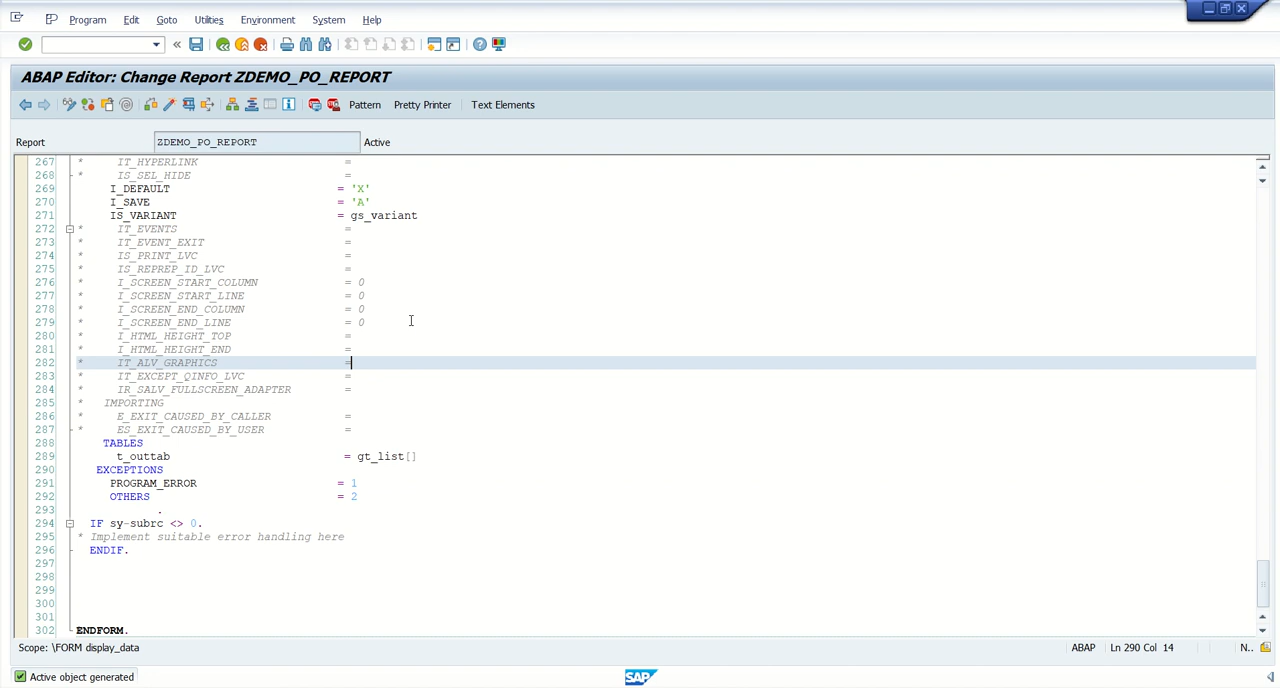 Program Edit Goto Utilities Environment System Help
ABAP Editor: Change Report ZDEMO_PO_REPORT
Pattern Pretty Printer Text Elements
Report ZDEMO_PO_REPORT Active
267 * IT_HYPERLINK =
268 * IS_SEL_HIDE =
269 I_DEFAULT = 'X'
270 I_SAVE = 'A'
271 IS_VARIANT = gs_variant
272 * IT_EVENTS =
273 * IT_EVENT_EXIT =
274 * IS_PRINT_LVC =
275 * IS_REPREP_ID_LVC =
276 * I_SCREEN_START_COLUMN = 0
277 * I_SCREEN_START_LINE = 0
278 * I_SCREEN_END_COLUMN = 0
279 * I_SCREEN_END_LINE = 0
280 * I_HTML_HEIGHT_TOP =
281 * I_HTML_HEIGHT_END =
282 * IT_ALV_GRAPHICS =
283 * IT_EXCEPT_QINFO_LVC =
284 * IR_SALV_FULLSCREEN_ADAPTER =
285 * IMPORTING
286 * E_EXIT_CAUSED_BY_CALLER =
287 * ES_EXIT_CAUSED_BY_USER =
288 TABLES
289 t_outtab = gt_list[]
290 EXCEPTIONS
291 PROGRAM_ERROR = 1
292 OTHERS = 2
293 .
294 IF sy-subrc <> 0.
295 * Implement suitable error handling here
296 ENDIF.
297
298
299
300
301
302 ENDFORM.
Scope: \FORM display_data ABAP Ln 290 Col 14 N..
Active object generated
SAP